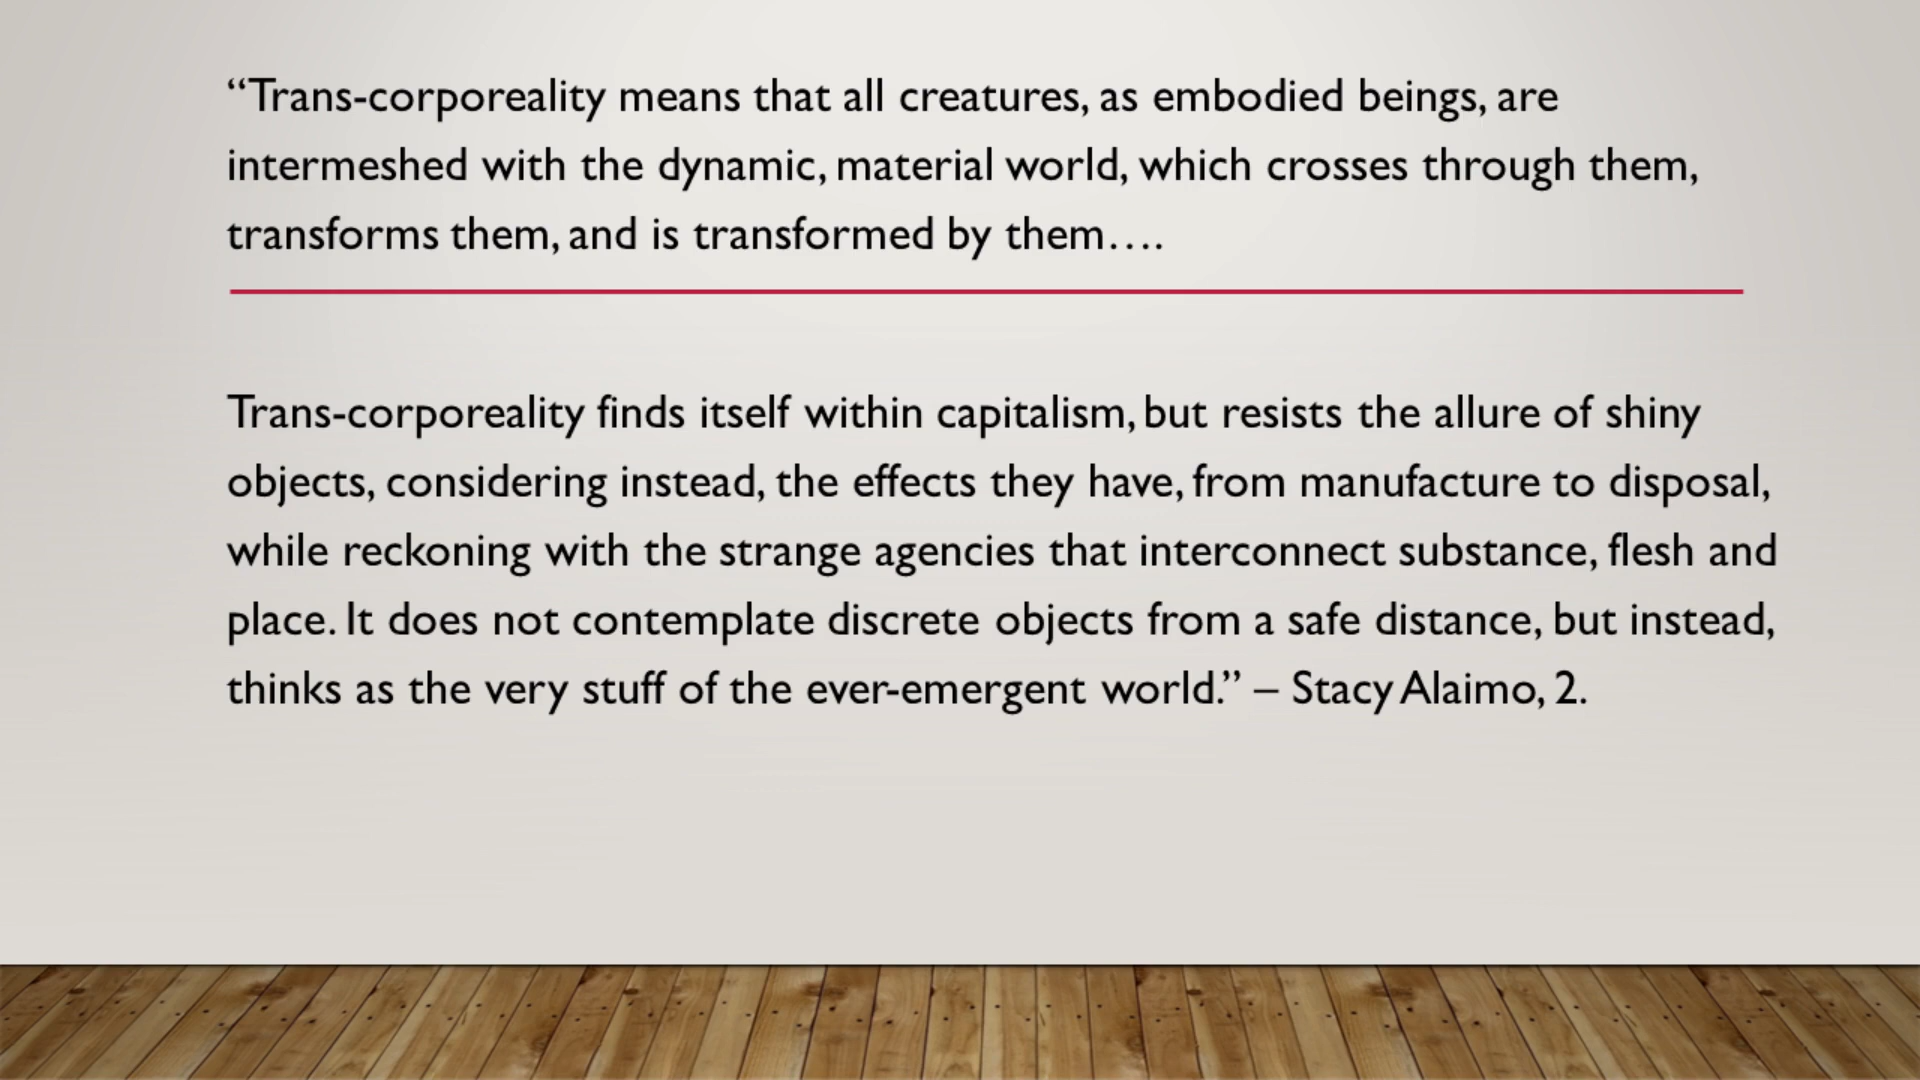 “Trans-corporeality means that all creatures, as embodied beings, are
intermeshed with the dynamic, material world, which crosses through them,
transforms them, and is transformed by them….
Trans-corporeality finds itself within capitalism, but resists the allure of shiny
objects, considering instead, the effects they have, from manufacture to disposal,
while reckoning with the strange agencies that interconnect substance, flesh and
place. It does not contemplate discrete objects from a safe distance, but instead,
thinks as the very stuff of the ever-emergent world.” – Stacy Alaimo, 2.